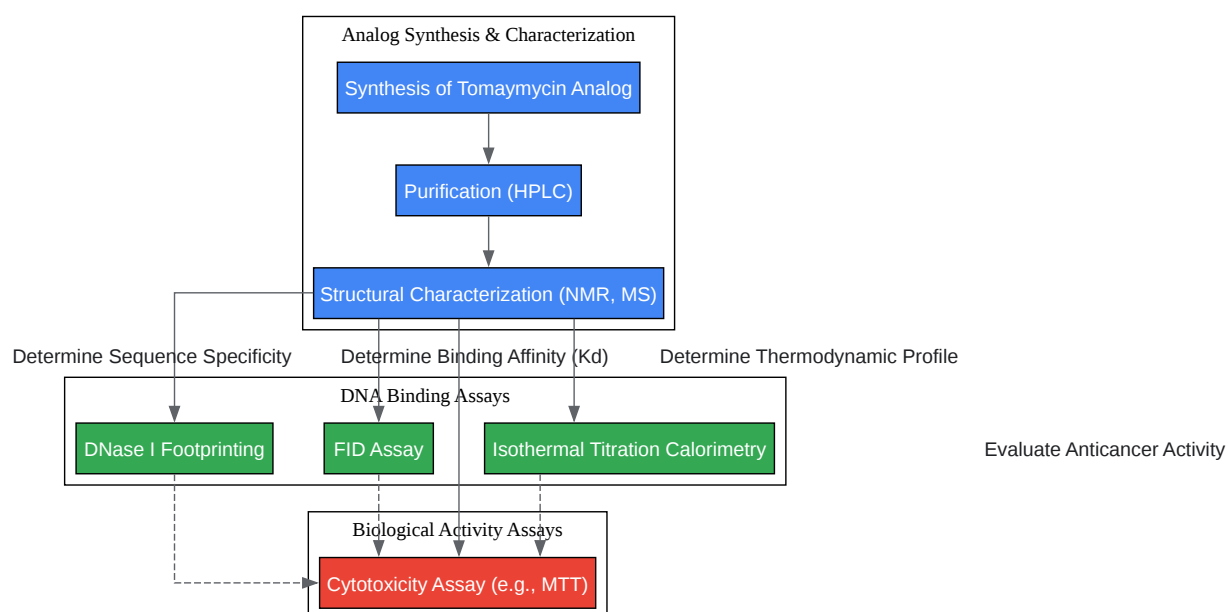 Analog Synthesis & Characterization
Synthesis of Tomaymycin Analog
Purification (HPLC)
Structural Characterization (NMR, MS)
Determine Sequence Specificity
Determine Binding Affinity (Kd)
Determine Thermodynamic Profile
DNA Binding Assays
DNase I Footprinting
FID Assay
Isothermal Titration Calorimetry
Evaluate Anticancer Activity
Biological Activity Assays
Cytotoxicity Assay (e.g., MTT)